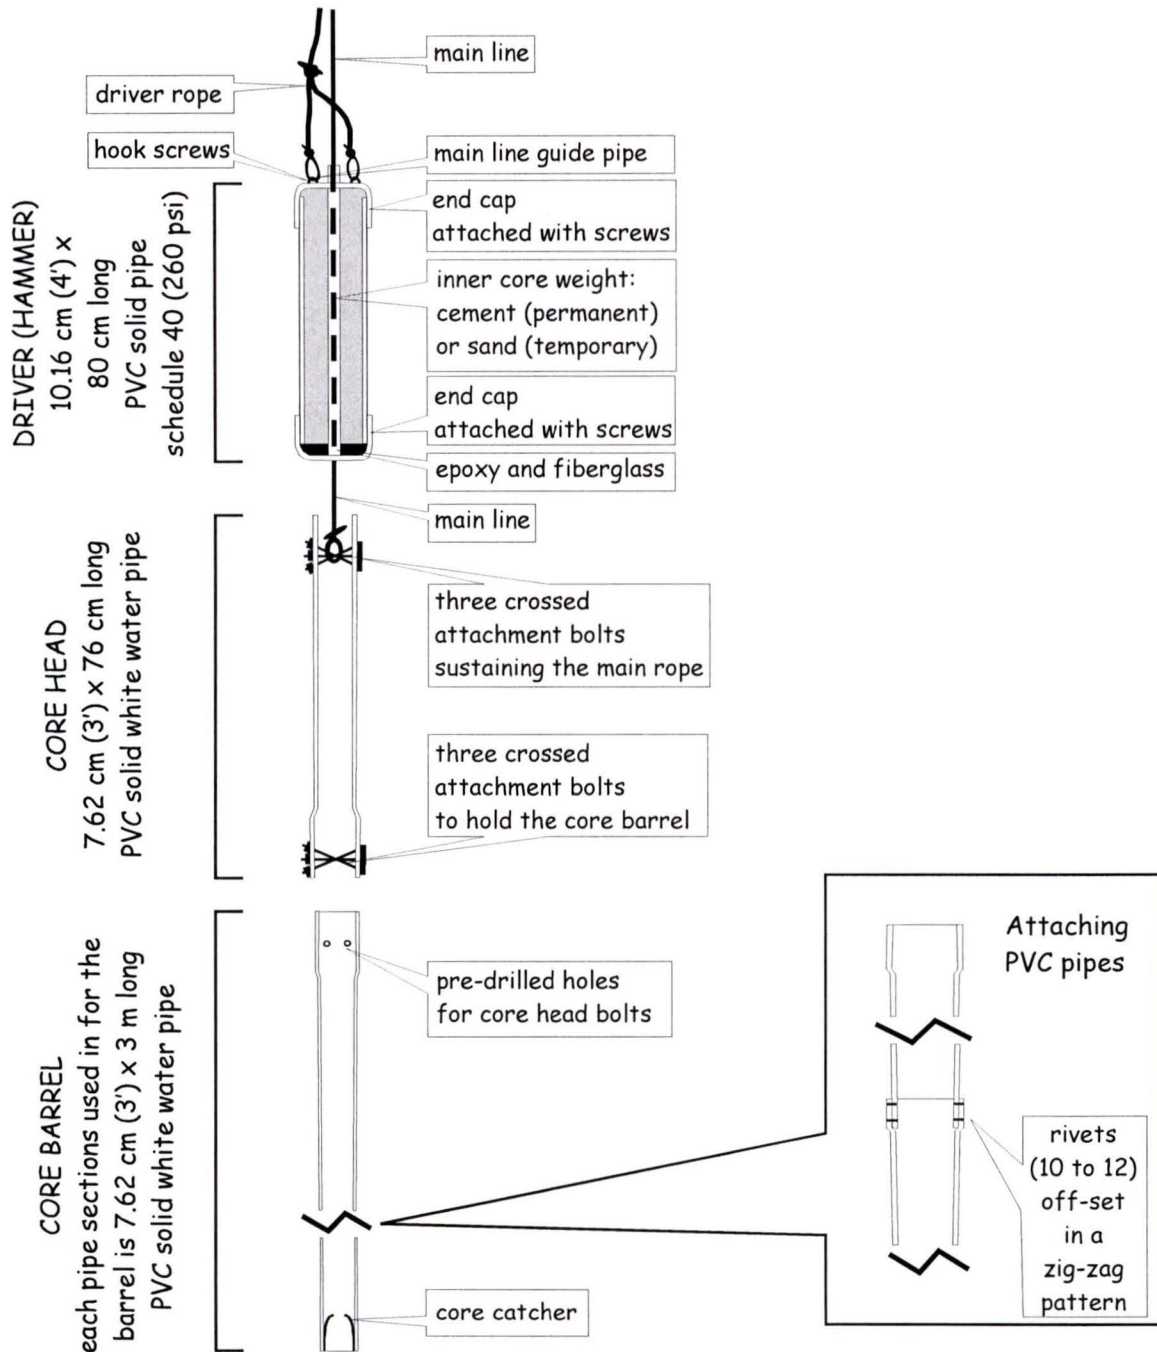 main line
driver rope
hook screws
main line guide pipe
end cap
attached with screws
inner core weight:
cement (permanent)
or sand (temporary)
end cap
attached with screws
epoxy and fiberglass
main line
DRIVER (HAMMER)
10.16 cm (4') x
80 cm long
PVC solid pipe
schedule 40 (260 psi)
three crossed
attachment bolts
sustaining the main rope
three crossed
attachment bolts
to hold the core barrel
CORE HEAD
7.62 cm (3') x 76 cm long
PVC solid white water pipe
pre-drilled holes
for core head bolts
core catcher
CORE BARREL
each pipe sections used in for the
barrel is 7.62 cm (3') x 3 m long
PVC solid white water pipe
Attaching
PVC pipes
rivets
(10 to 12)
off-set
in a
zig-zag
pattern